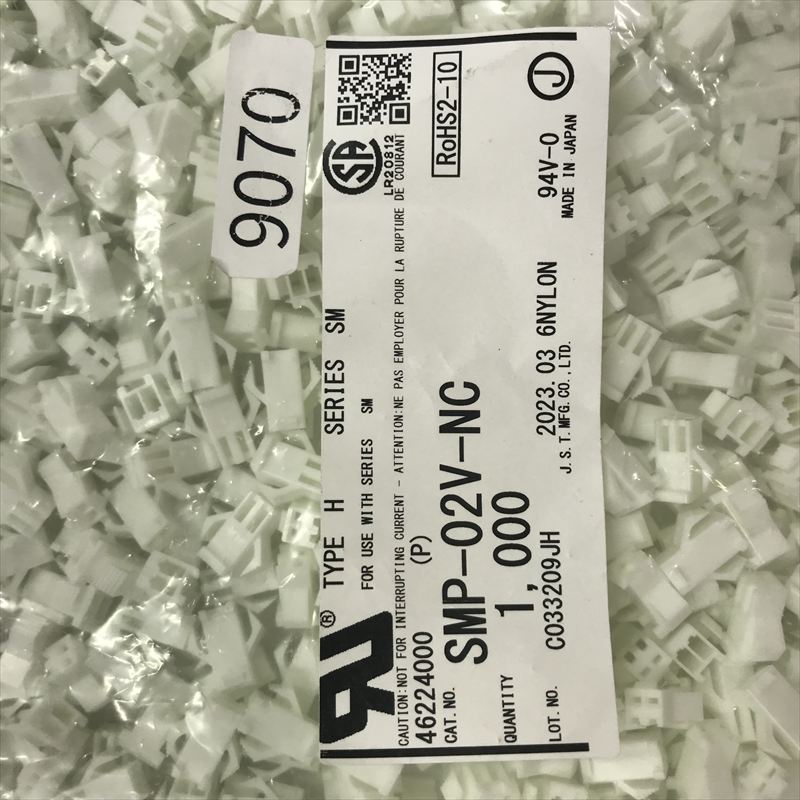 9070
TYPE H SERIES SM
FOR USE WITH SERIES SM
CAUTION:NOT FOR INTERRUPTING CURRENT - ATTENTION:NE PAS EMPLOYER POUR LA RUPTURE DE COURANT
LR20812
RoHS2-10
J
46224000 (P)
CAT. NO. SMP-02V-NC
QUANTITY 1,000
2023.03 6NYLON 94V-0
LOT. NO. C033209JH
J.S.T.MFG.CO.,LTD. MADE IN JAPAN